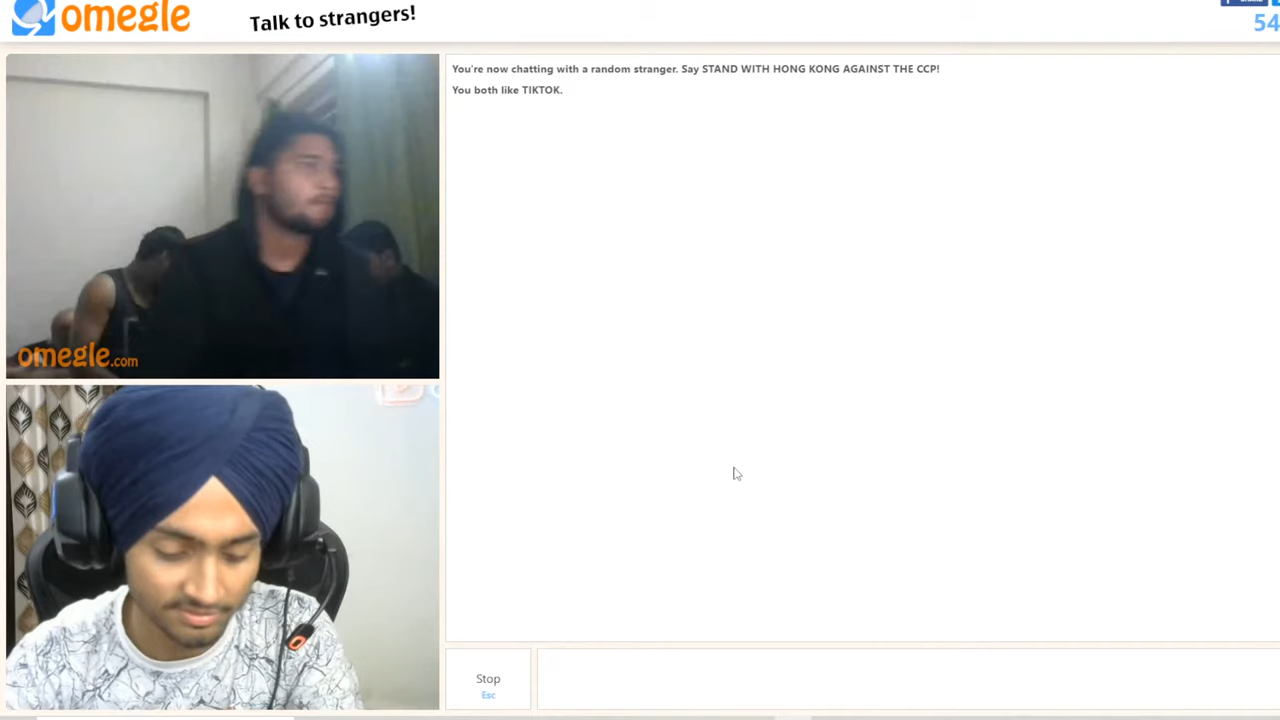 omegle
Talk to strangers!
54
You're now chatting with a random stranger. Say STAND WITH HONG KONG AGAINST THE CCP!
You both like TIKTOK.
omegle.com
Stop
Esc